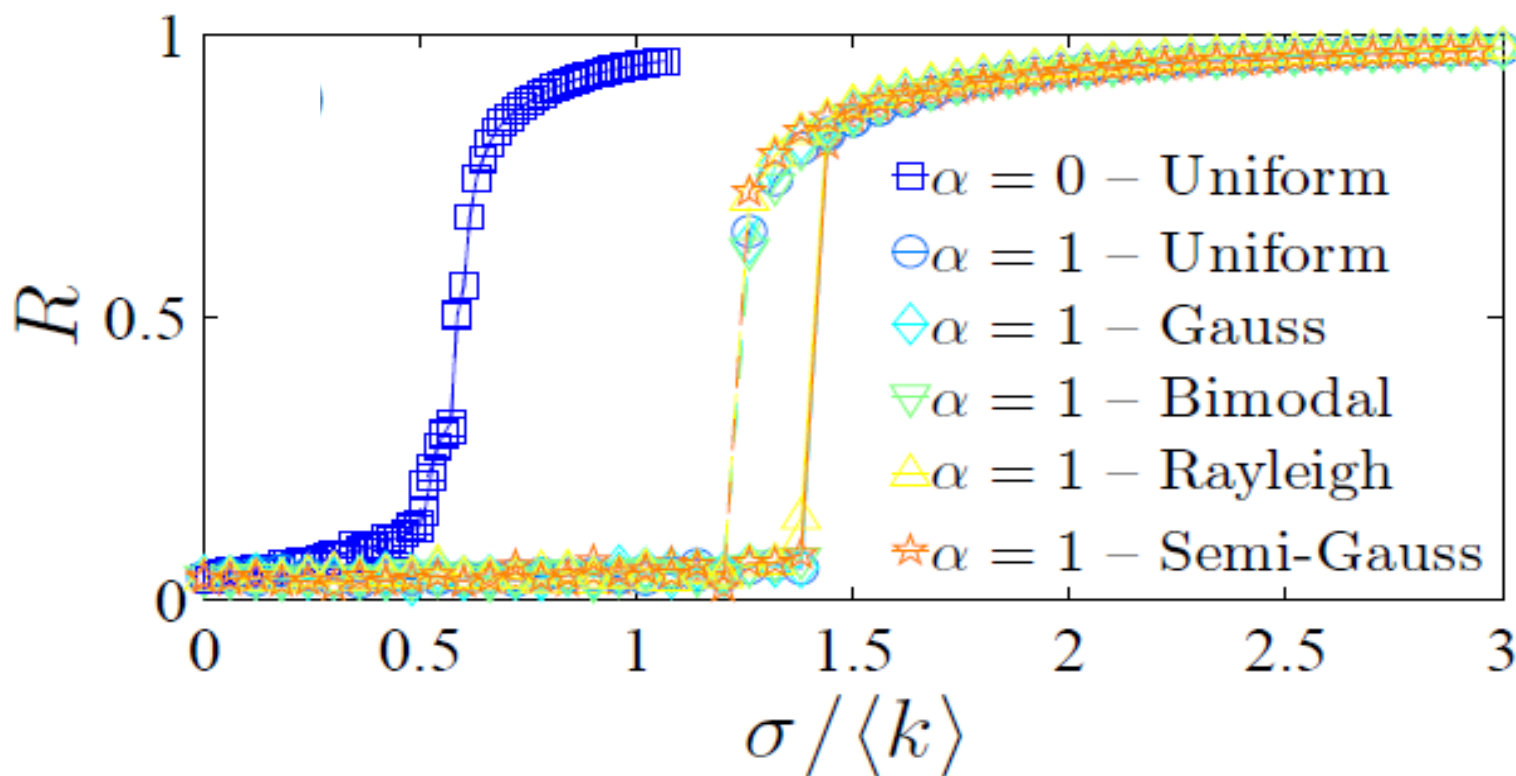 1
R
0.5
0
α = 0 – Uniform
α = 1 – Uniform
α = 1 – Gauss
α = 1 – Bimodal
α = 1 – Rayleigh
α = 1 – Semi-Gauss
0 0.5 1 1.5 2 2.5 3
σ/⟨k⟩